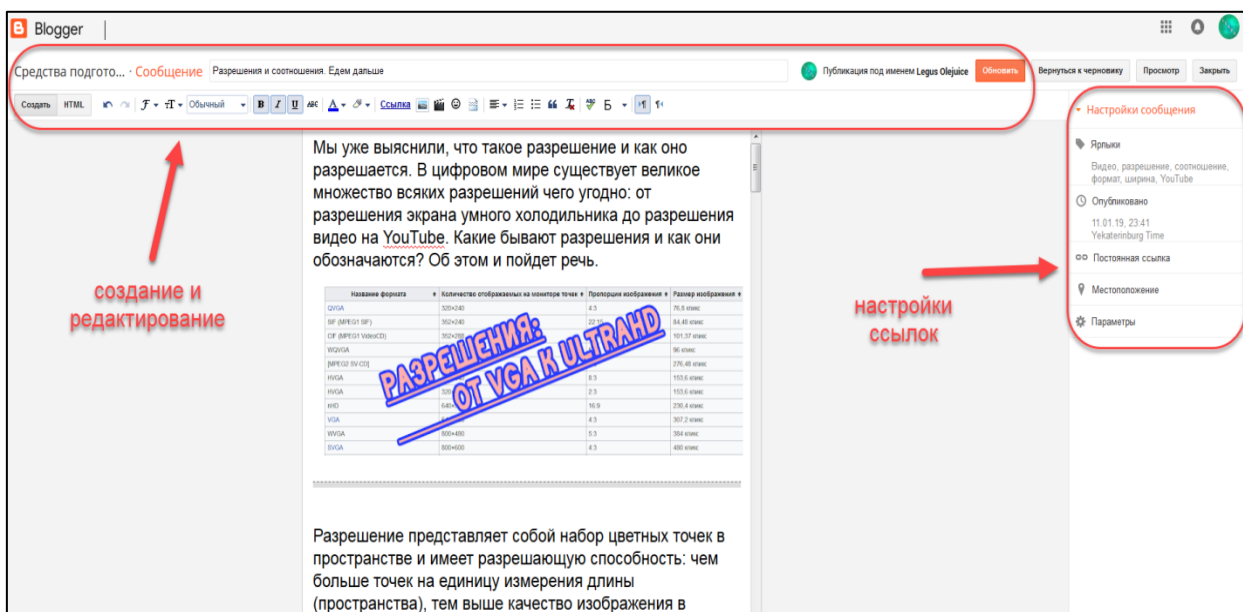 Blogger
Средства подгото... · Сообщение
Разрешения и соотношения. Едем дальше
Публикация под именем Legus Olejuice
Обновить
Вернуться к черновику
Просмотр
Закрыть
Создать HTML
Обычный
B I U ABC A Ссылка
Настройки сообщения
Ярлыки
Видео, разрешение, соотношение,
формат, ширина, YouTube
Опубликовано
11.01.19, 23:41
Yekaterinburg Time
Постоянная ссылка
Местоположение
Параметры
создание и
редактирование
настройки
ссылок
Мы уже выяснили, что такое разрешение и как оно
разрешается. В цифровом мире существует великое
множество всяких разрешений чего угодно: от
разрешения экрана умного холодильника до разрешения
видео на YouTube. Какие бывают разрешения и как они
обозначаются? Об этом и пойдет речь.
Название формата Количество отображаемых на мониторе точек Пропорции изображения Размер изображения
QVGA 320×240 4:3 76,8 кпикс
SIF (MPEG1 SIF) 352×240 22:15 84,48 кпикс
CIF (MPEG1 VideoCD) 101,37 кпикс
WQVGA 96 кпикс
[MPEG2 SV-CD] 276,48 кпикс
HVGA 8:3 153,6 кпикс
HVGA 2:3 153,6 кпикс
nHD 16:9 230,4 кпикс
VGA 4:3 307,2 кпикс
WVGA 800×480 5:3 384 кпикс
SVGA 800×600 4:3 480 кпикс
РАЗРЕШЕНИЯ:
ОТ VGA К ULTRAHD
Разрешение представляет собой набор цветных точек в
пространстве и имеет разрешающую способность: чем
больше точек на единицу измерения длины
(пространства), тем выше качество изображения в